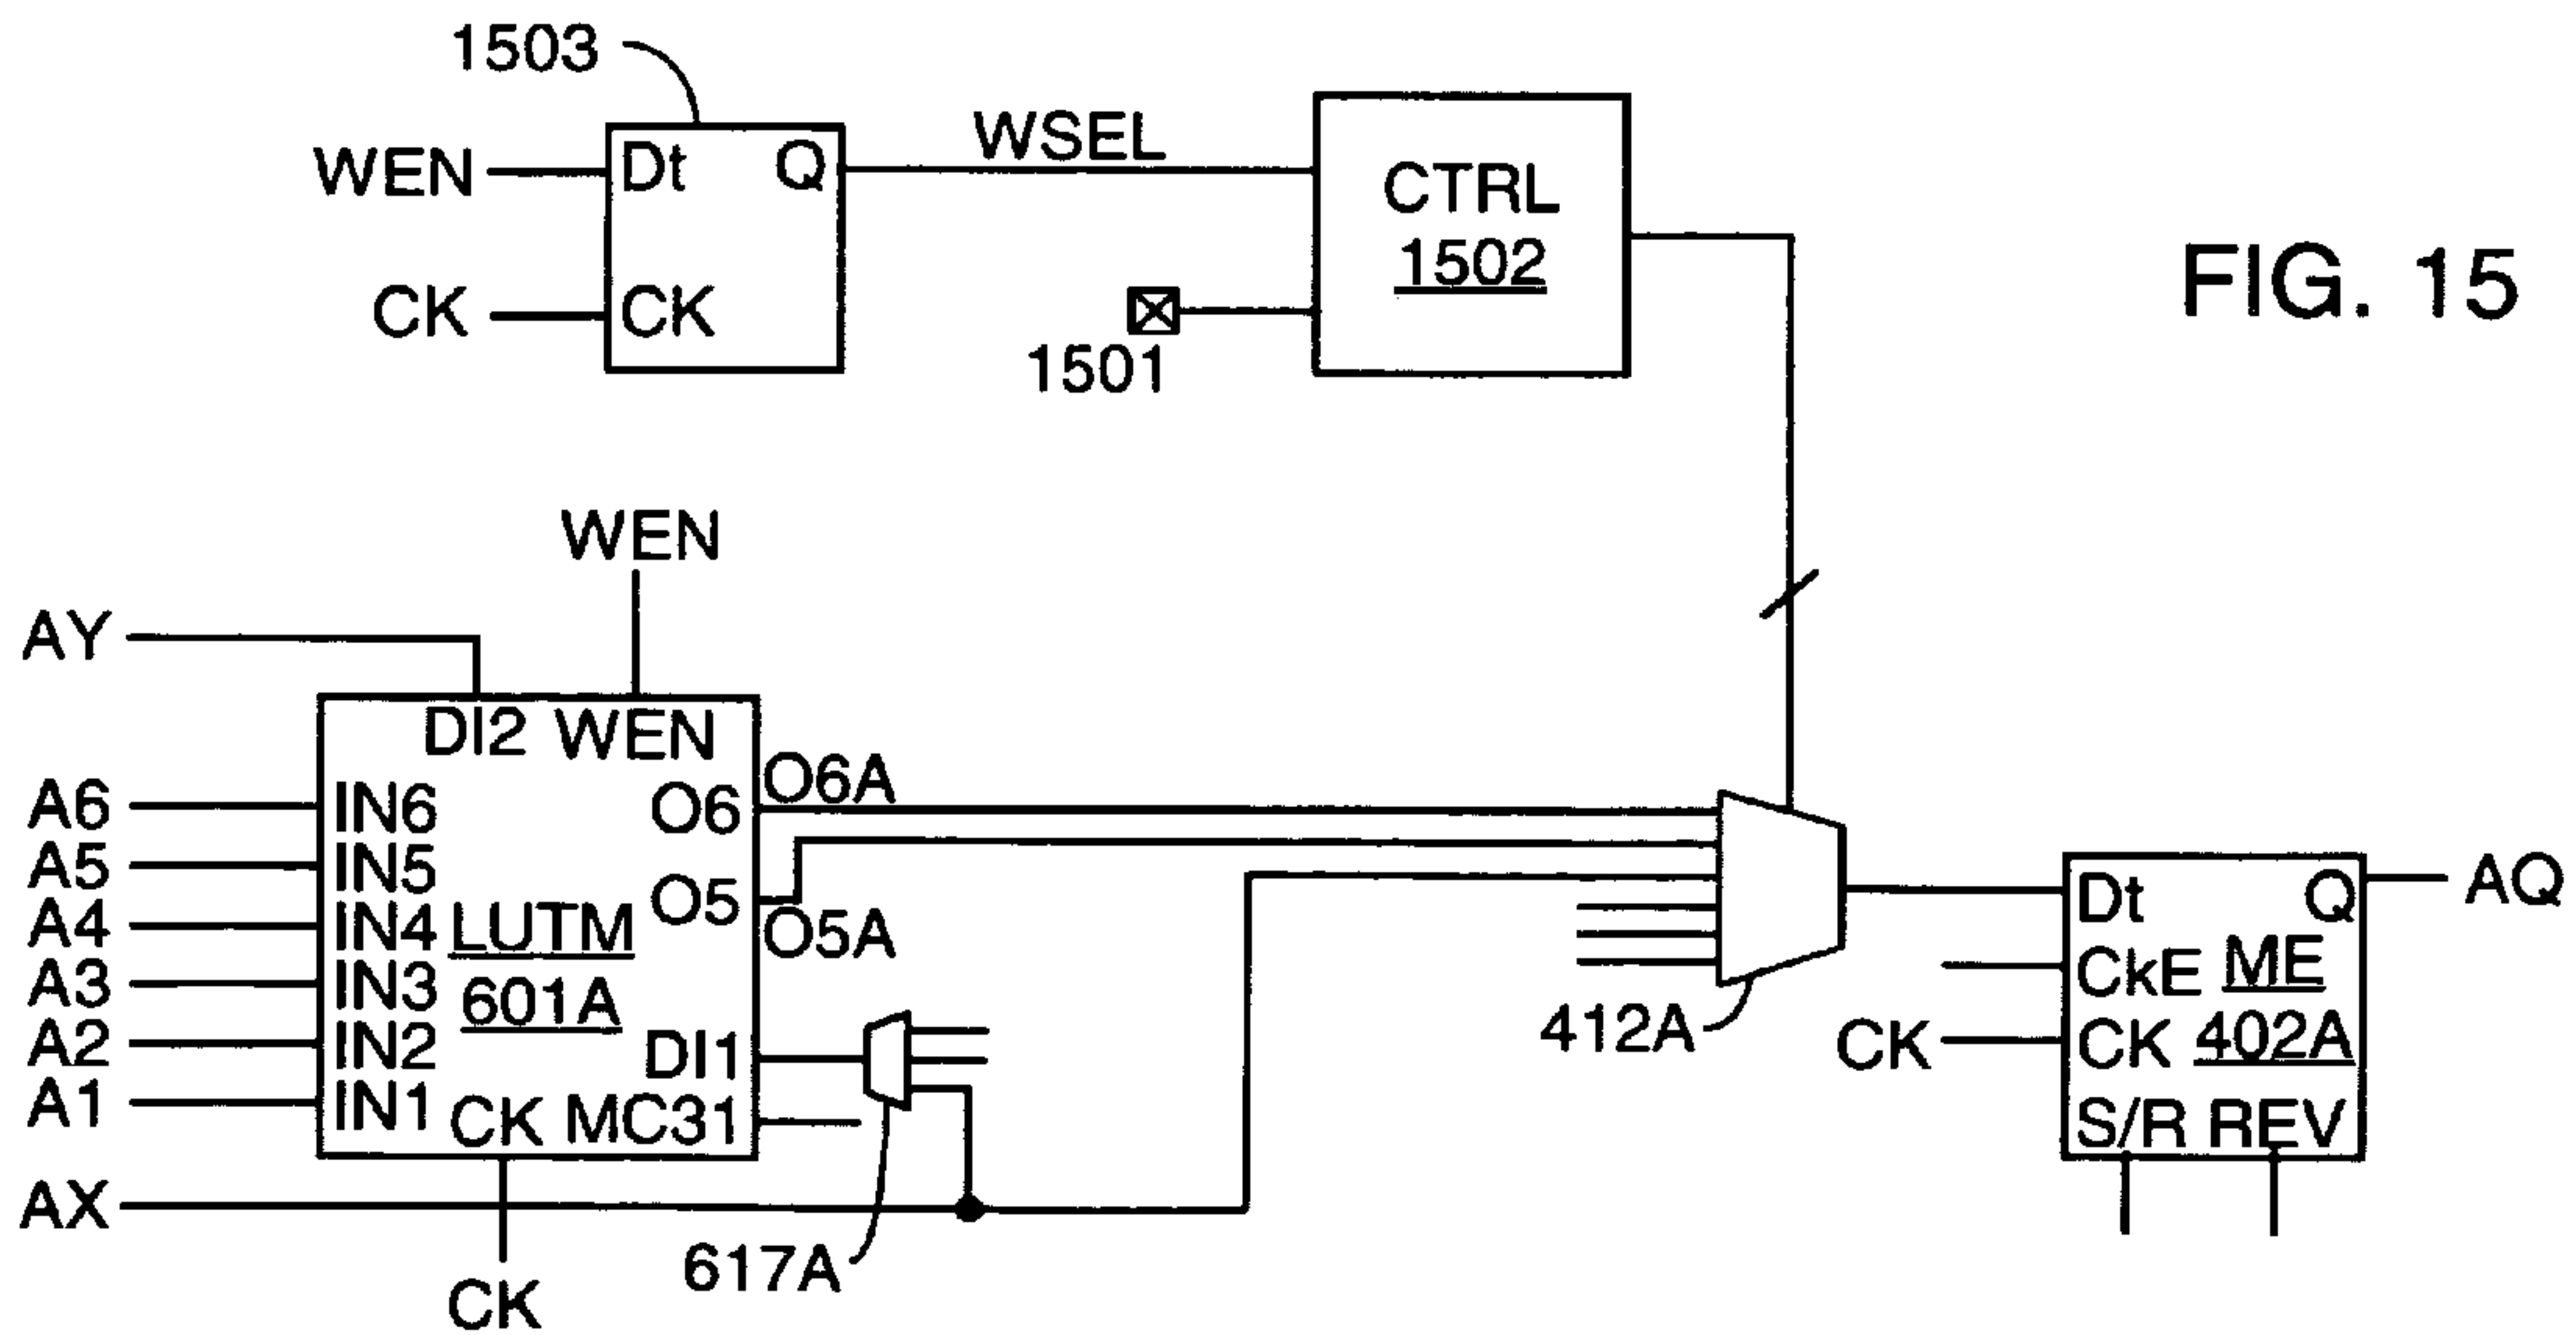 1503
WEN
Dt
Q
WSEL
CTRL
1502
CK
CK
1501
FIG. 15
WEN
AY
DI2
WEN
A6
IN6
O6
O6A
A5
IN5
O5
O5A
A4
IN4
LUTM
601A
A3
IN3
A2
IN2
DI1
A1
IN1
CK
MC31
AX
CK
617A
412A
Dt
Q
AQ
CkE
ME
402A
CK
CK
S/R
REV